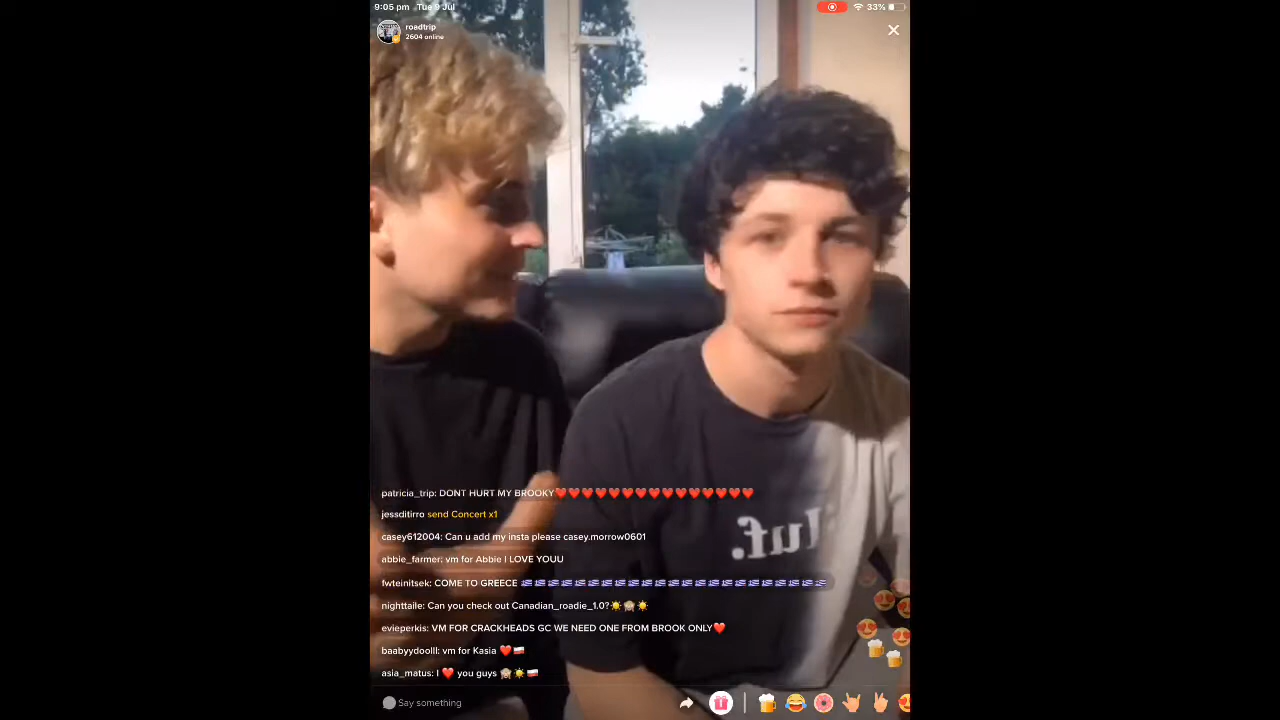 9:05 pm Tue 9 Jul
33%
roadtrip
2604 online
patricia_trip: DONT HURT MY BROOKY❤️❤️❤️❤️❤️❤️❤️❤️❤️❤️❤️❤️❤️❤️❤️
jessditirro send Concert x1
casey612004: Can u add my insta please casey.morrow0601
abbie_farmer: vm for Abbie I LOVE YOUU
fwteinitsek: COME TO GREECE 🇬🇷🇬🇷🇬🇷🇬🇷🇬🇷🇬🇷🇬🇷🇬🇷🇬🇷🇬🇷🇬🇷🇬🇷🇬🇷🇬🇷🇬🇷🇬🇷🇬🇷🇬🇷🇬🇷🇬🇷🇬🇷🇬🇷🇬🇷
nighttaile: Can you check out Canadian_roadie_1.0?☀️🙈☀️
evieperkis: VM FOR CRACKHEADS GC WE NEED ONE FROM BROOK ONLY❤️
baabyydoolll: vm for Kasia ❤️🇵🇱
asia_matus: I ❤️ you guys 🙈☀️🇵🇱
Say something